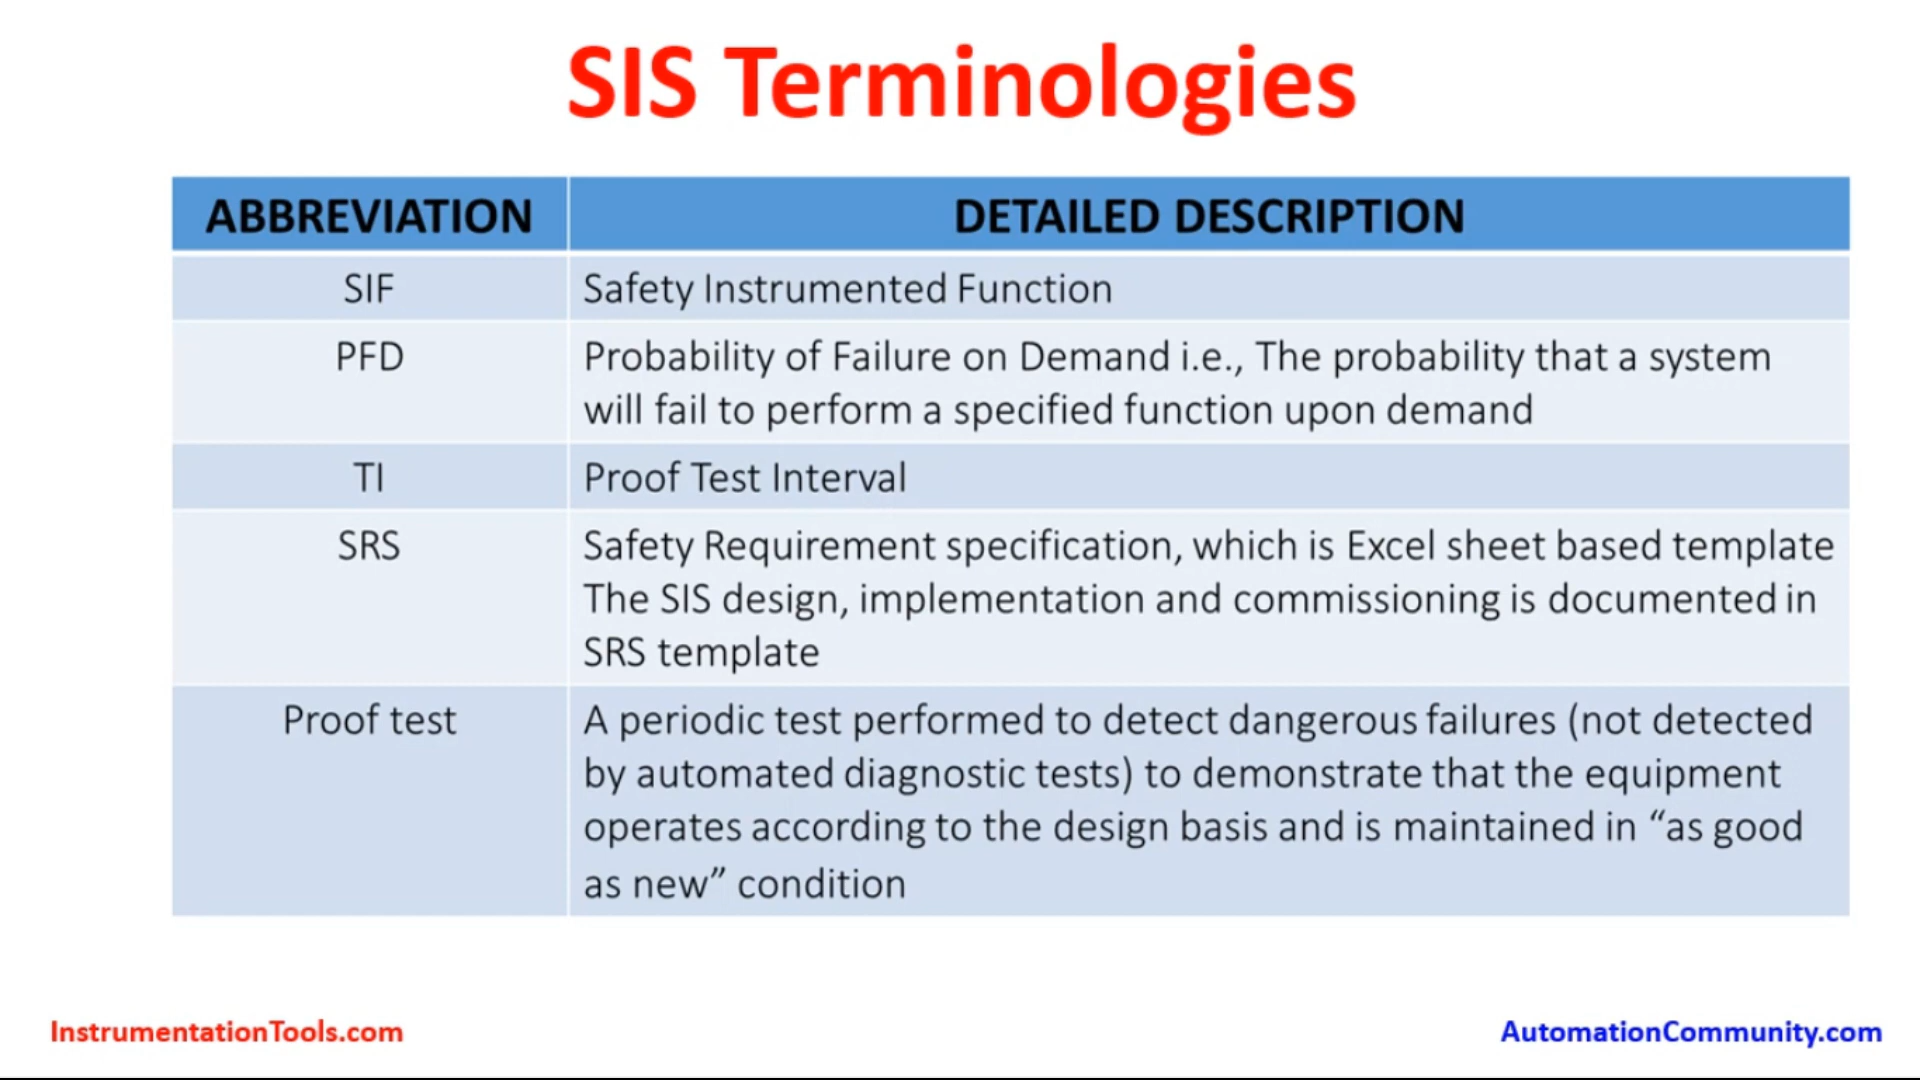 SIS Terminologies
ABBREVIATION
DETAILED DESCRIPTION
SIF
Safety Instrumented Function
PFD
Probability of Failure on Demand i.e., The probability that a system
will fail to perform a specified function upon demand
TI
Proof Test Interval
SRS
Safety Requirement specification, which is Excel sheet based template
The SIS design, implementation and commissioning is documented in
SRS template
Proof test
A periodic test performed to detect dangerous failures (not detected
by automated diagnostic tests) to demonstrate that the equipment
operates according to the design basis and is maintained in “as good
as new” condition
InstrumentationTools.com
AutomationCommunity.com